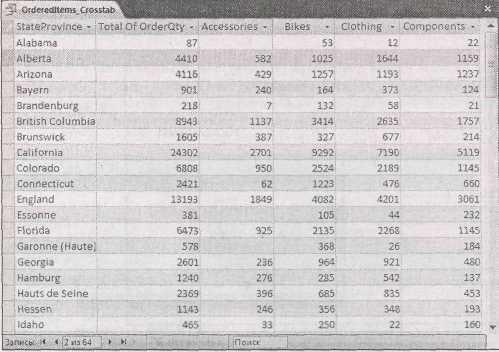 OrderedItems_Crosstab
StateProvince Total Of OrderQty Accessories Bikes Clothing Components
Alabama 87 53 12 22
Alberta 4410 582 1025 1644 1159
Arizona 4116 429 1257 1193 1237
Bayern 901 240 164 373 124
Brandenburg 218 7 132 58 21
British Columbia 8943 1137 3414 2635 1757
Brunswick 1605 387 327 677 214
California 24302 2701 9292 7190 5119
Colorado 6808 950 2524 2189 1145
Connecticut 2421 62 1223 476 660
England 13193 1849 4082 4201 3061
Essonne 381 105 44 232
Florida 6473 925 2135 2268 1145
Garonne (Haute) 578 368 26 184
Georgia 2601 236 964 921 480
Hamburg 1240 276 285 542 137
Hauts de Seine 2369 396 685 835 453
Hessen 1143 246 356 348 193
Idaho 465 33 250 22 160
Записы: 2 из 64 Поиск